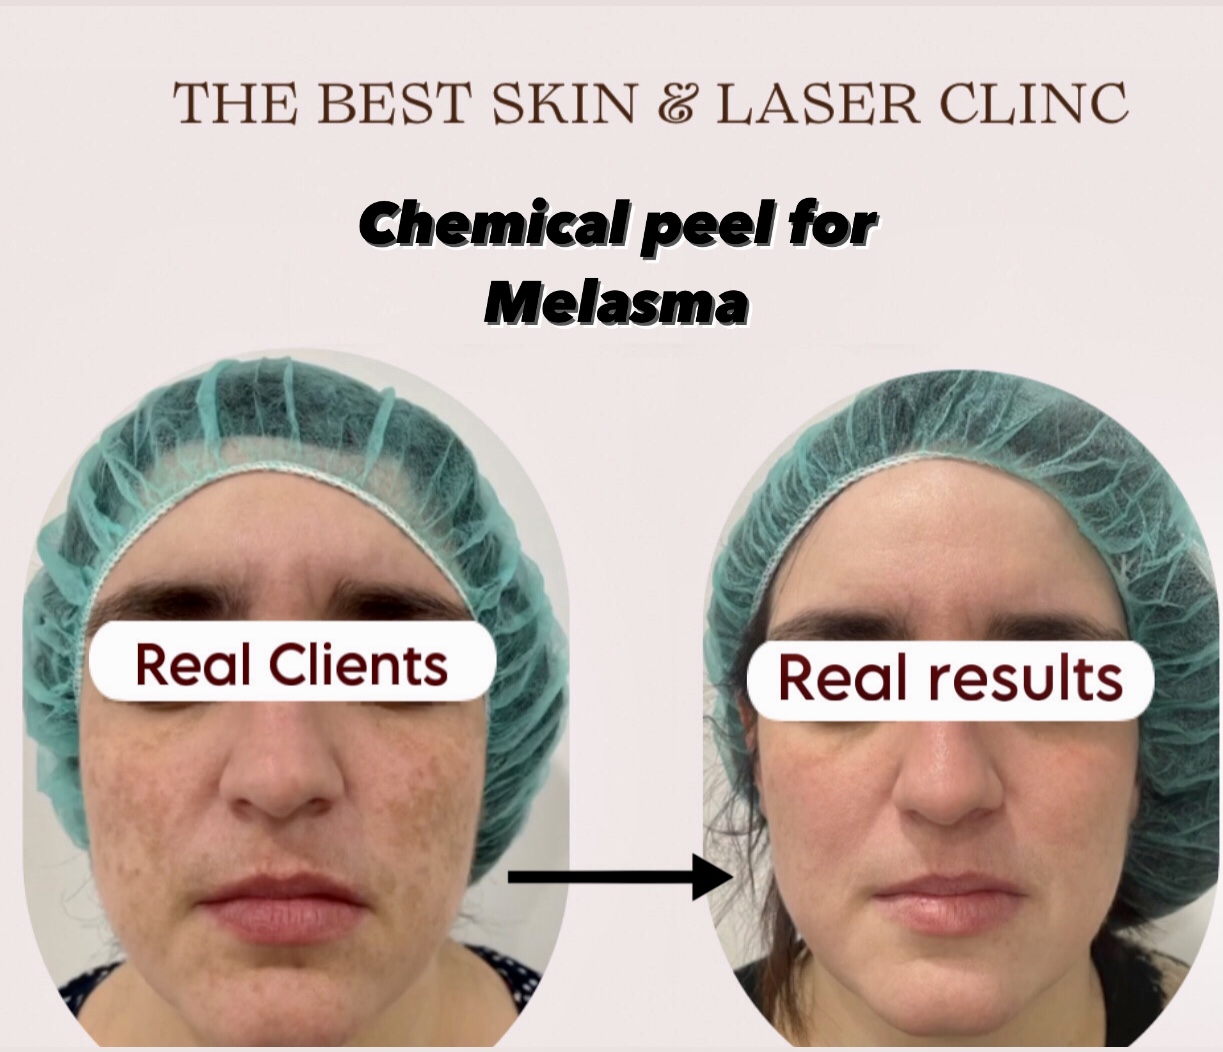 THE BEST SKIN & LASER CLINC
Chemical peel for
Melasma
Real Clients
Real results